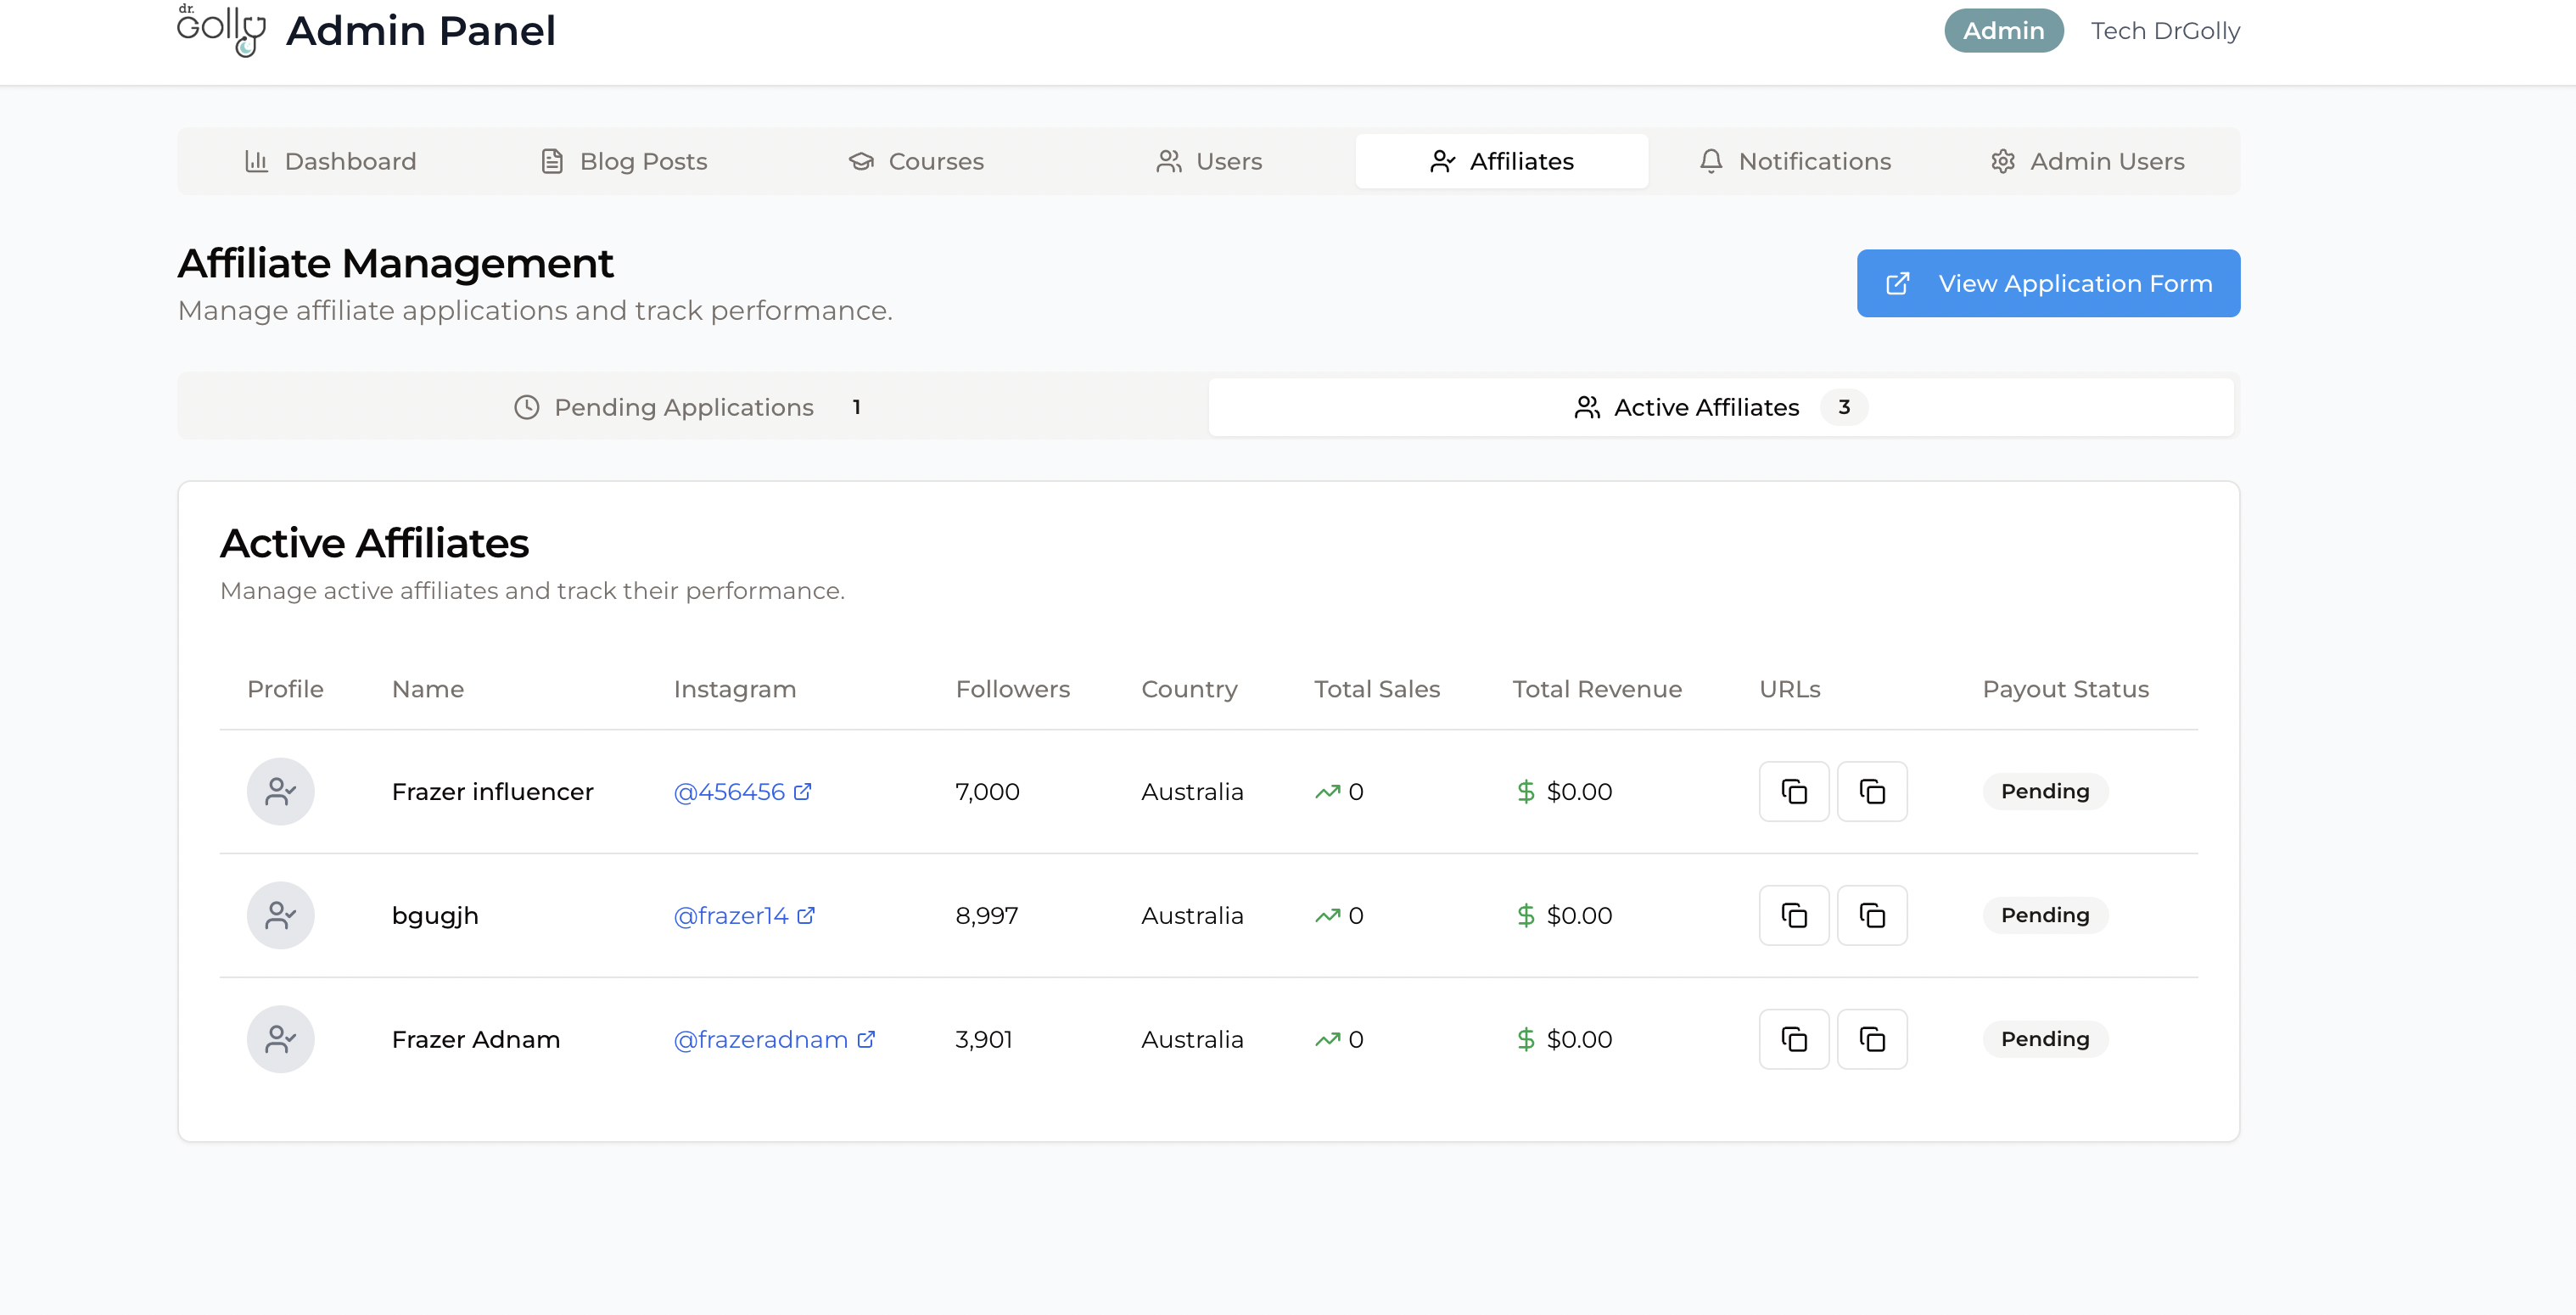 dr. Golly Admin Panel Admin Tech DrGolly
Dashboard Blog Posts Courses Users Affiliates Notifications Admin Users
Affiliate Management
Manage affiliate applications and track performance.
View Application Form
Pending Applications 1 Active Affiliates 3
Active Affiliates
Manage active affiliates and track their performance.
Profile Name Instagram Followers Country Total Sales Total Revenue URLs Payout Status
Frazer influencer @456456 7,000 Australia 0 $0.00 Pending
bgugjh @frazer14 8,997 Australia 0 $0.00 Pending
Frazer Adnam @frazeradnam 3,901 Australia 0 $0.00 Pending